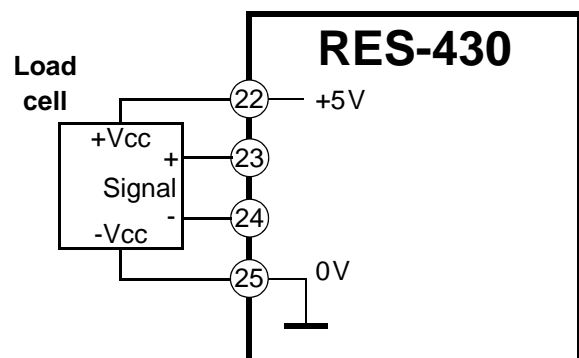 RES-430
Load
cell
22
+5V
+Vcc
+
23
Signal
-
24
-Vcc
25
0V